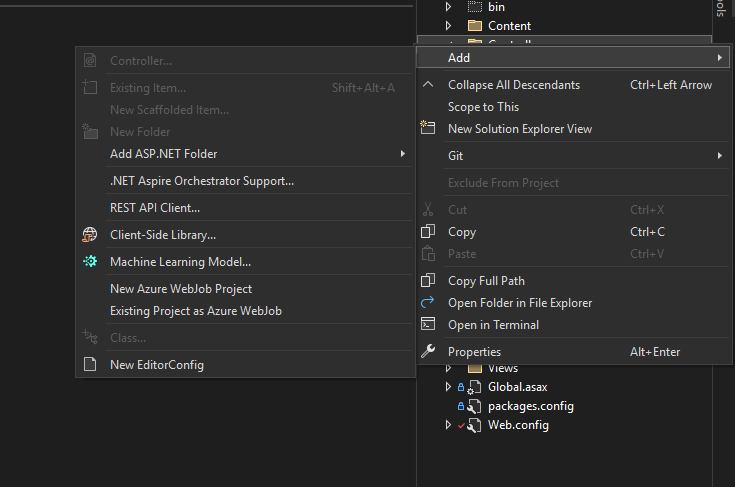 bin
Content
ools
Add
Collapse All Descendants Ctrl+Left Arrow
Scope to This
New Solution Explorer View
Git
Exclude From Project
Cut Ctrl+X
Copy Ctrl+C
Paste Ctrl+V
Copy Full Path
Open Folder in File Explorer
Open in Terminal
Properties Alt+Enter
Controller...
Existing Item... Shift+Alt+A
New Scaffolded Item...
New Folder
Add ASP.NET Folder
.NET Aspire Orchestrator Support...
REST API Client...
Client-Side Library...
Machine Learning Model...
New Azure WebJob Project
Existing Project as Azure WebJob
Class...
New EditorConfig
Views
Global.asax
packages.config
Web.config